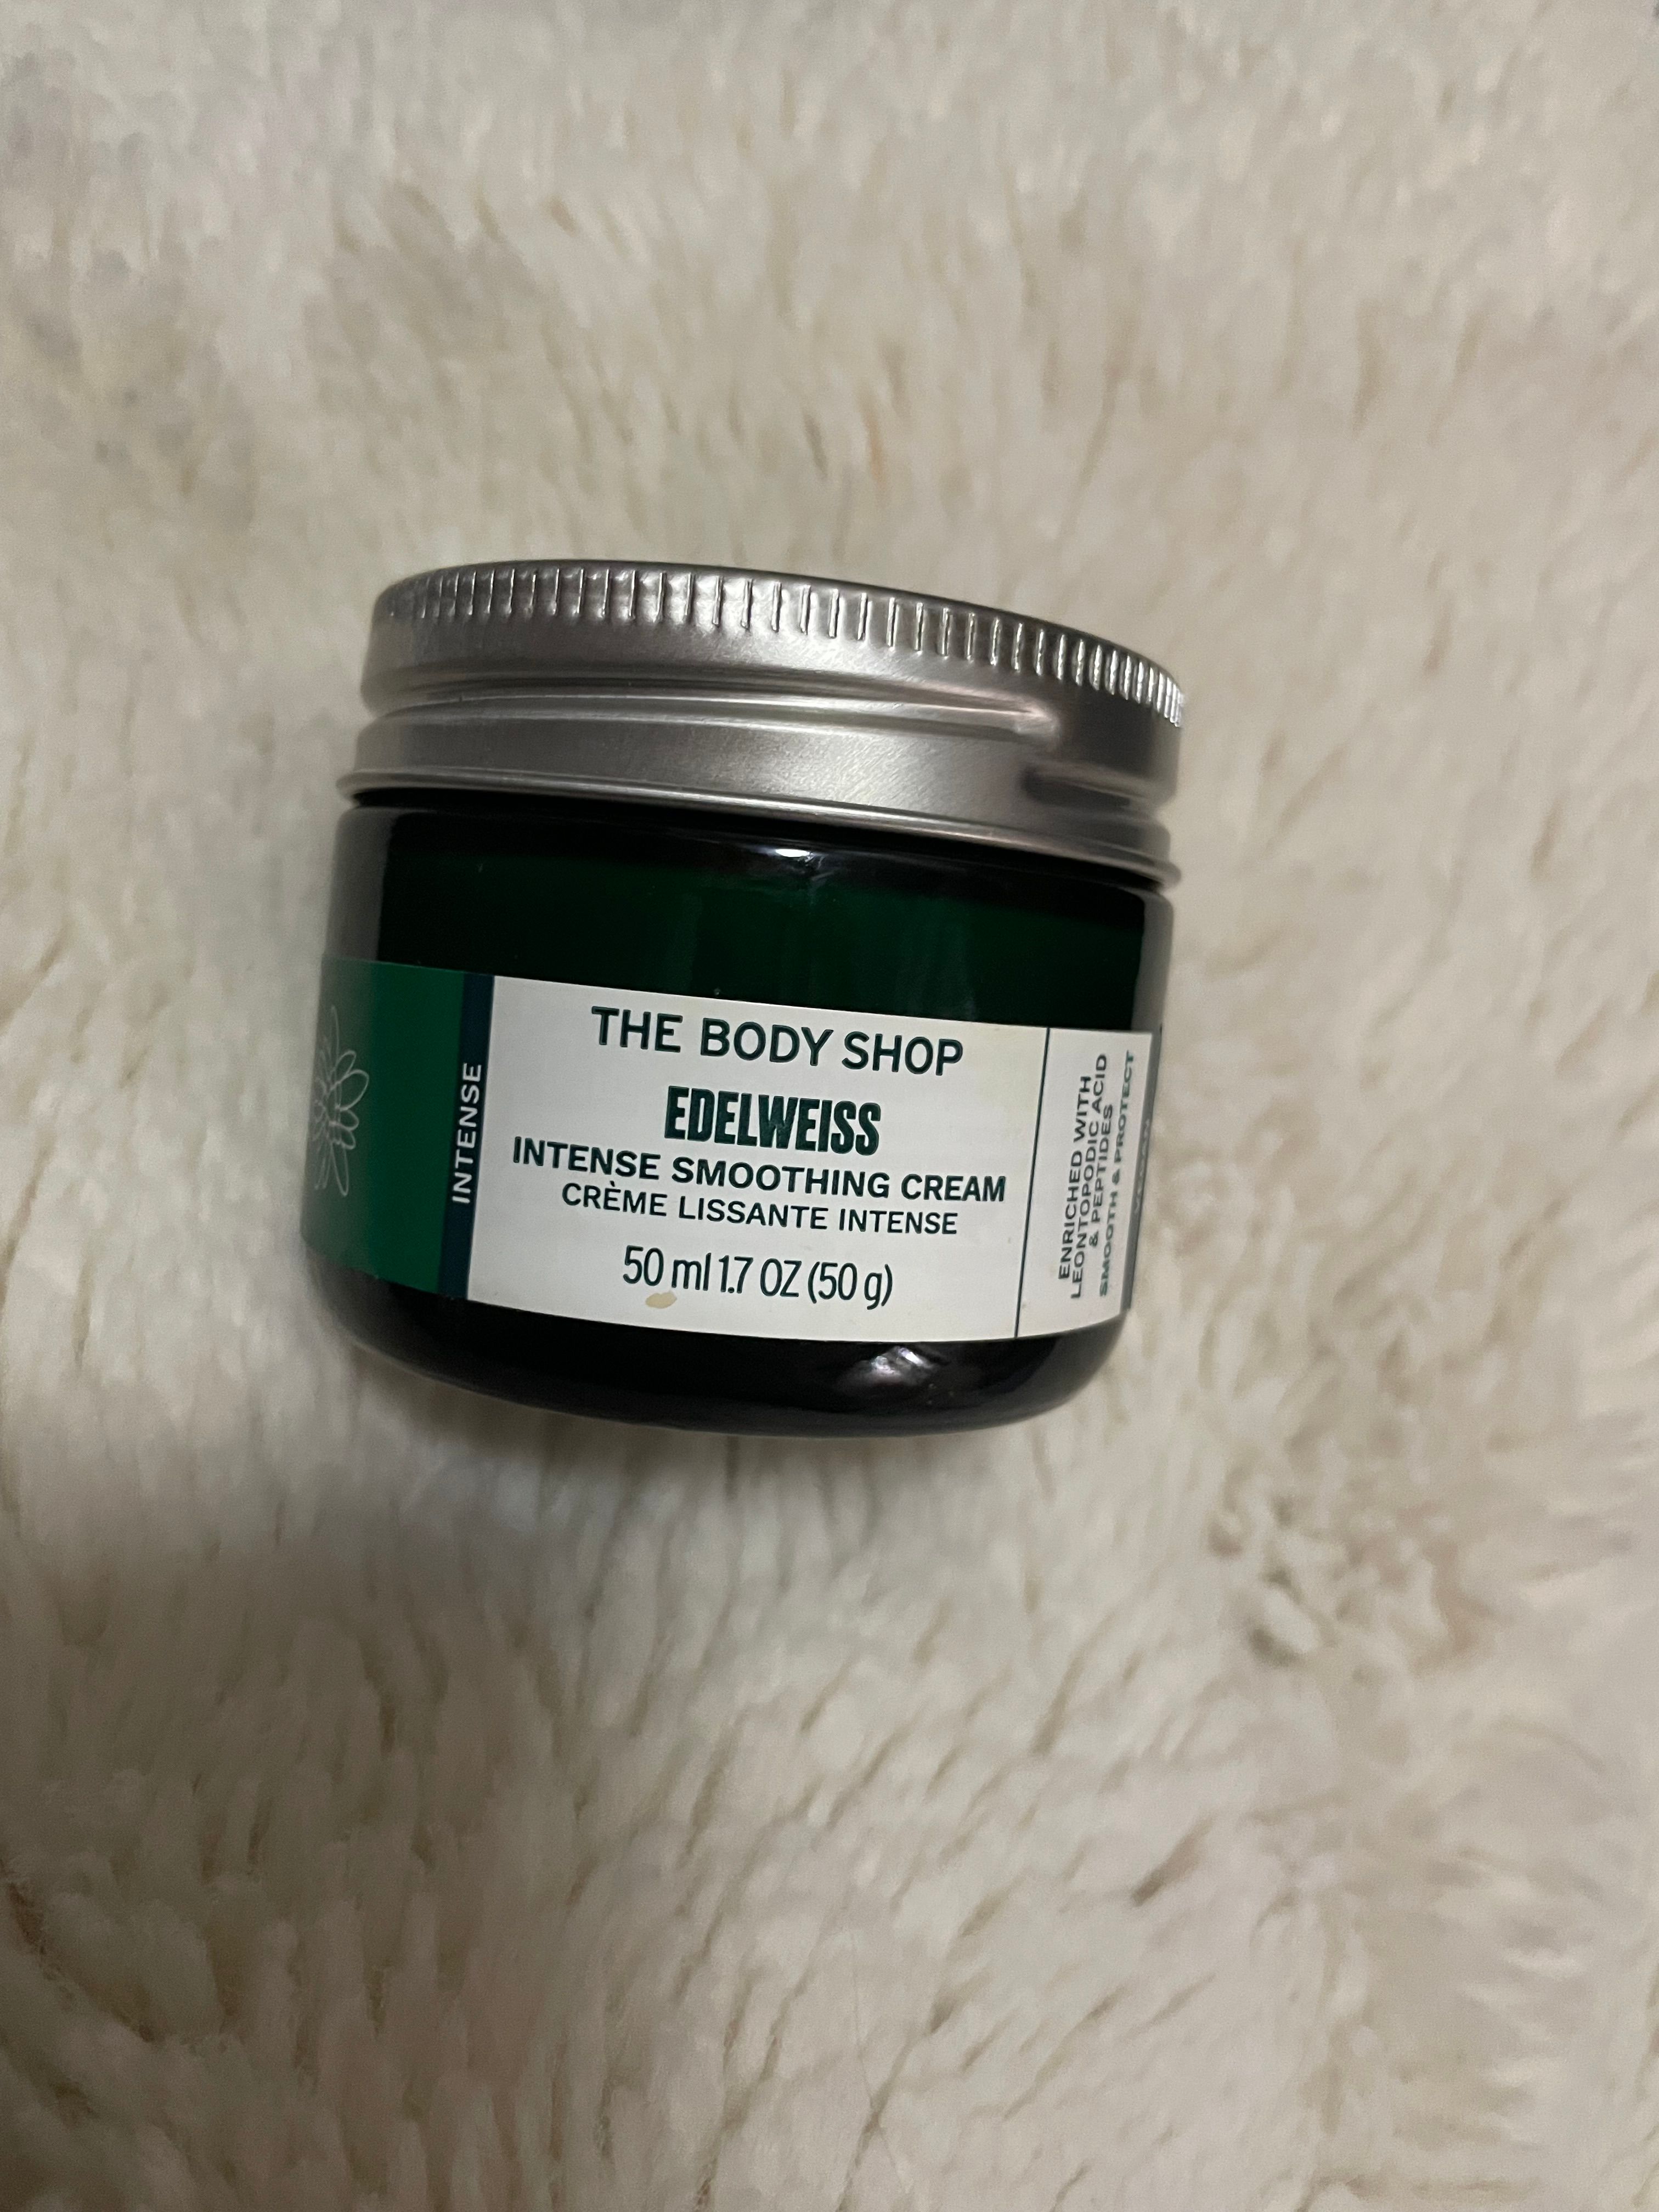 INTENSE
THE BODY SHOP
EDELWEISS
INTENSE SMOOTHING CREAM
CRÈME LISSANTE INTENSE
50 ml 1.7 OZ (50 g)
ENRICHED WITH
LEONTOPODIC ACID
& PEPTIDES
SMOOTH & PROTECT